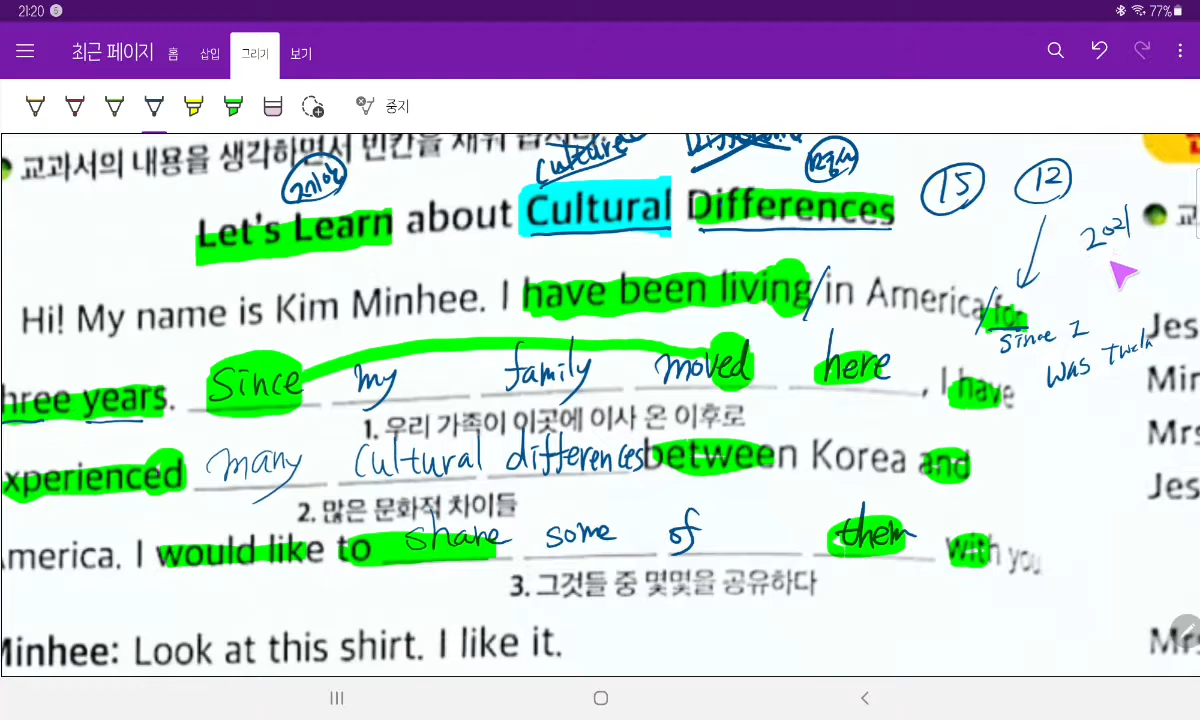 21:20 77%
최근 페이지 홈 삽입 그리기 보기
중지
교과서의 내용을 생각하면서 빈칸을 채워 봅시다.
culture
15 12
Let's Learn about Cultural Differences
2021
Hi! My name is Kim Minhee. I have been living / in America / for
since I
was
hree years. Since my family moved here, I have
1. 우리 가족이 이곳에 이사 온 이후로
xperienced many cultural differences between Korea and
2. 많은 문화적 차이들
merica. I would like to share some of them with you
3. 그것들 중 몇몇을 공유하다
Minhee: Look at this shirt. I like it.
교
Jes
Min
Mrs
Jes
Mrs